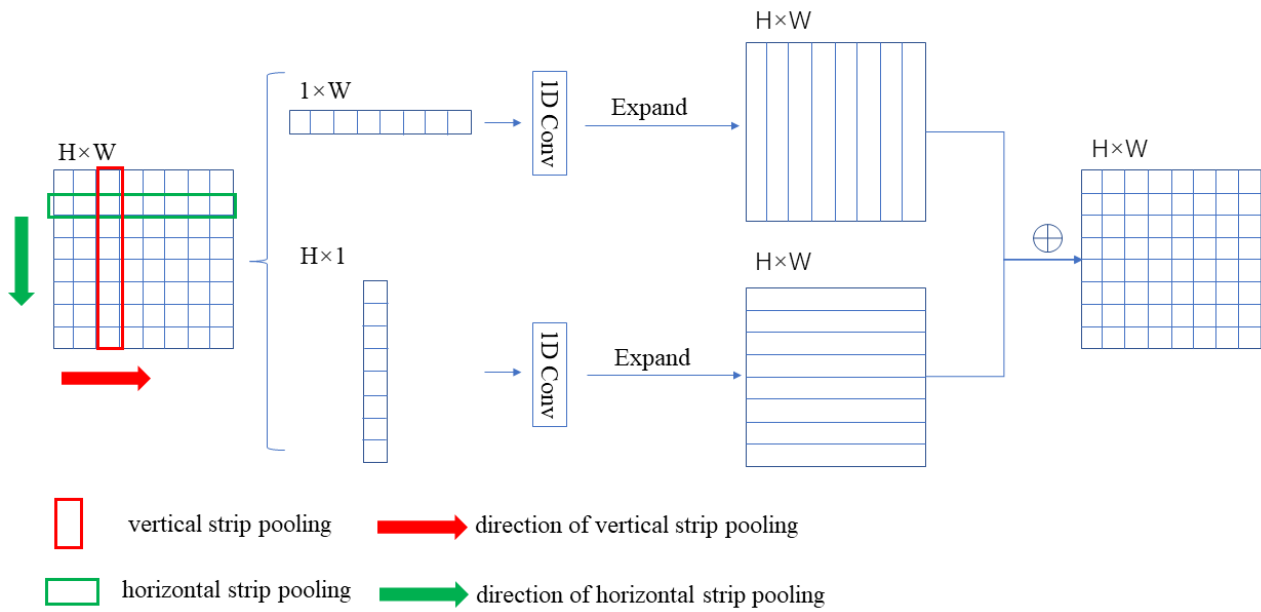 H×W
1×W
1D Conv
Expand
H×W
H×W
H×1
1D Conv
Expand
H×W
H×W
vertical strip pooling
direction of vertical strip pooling
horizontal strip pooling
direction of horizontal strip pooling